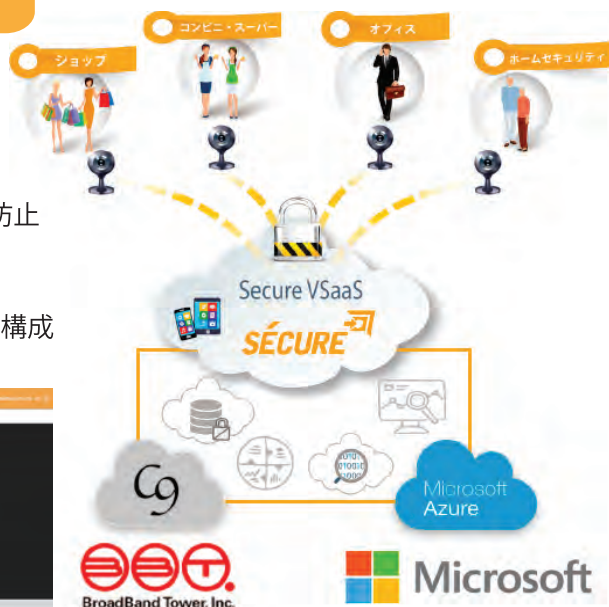 コンビニ・スーパー
オフィス
ショップ
ホームセキュリティ
防止
Secure VSaaS
構成
SÉCURE
C9
Microsoft
Azure
BBT.
BroadBand Tower, Inc.
Microsoft